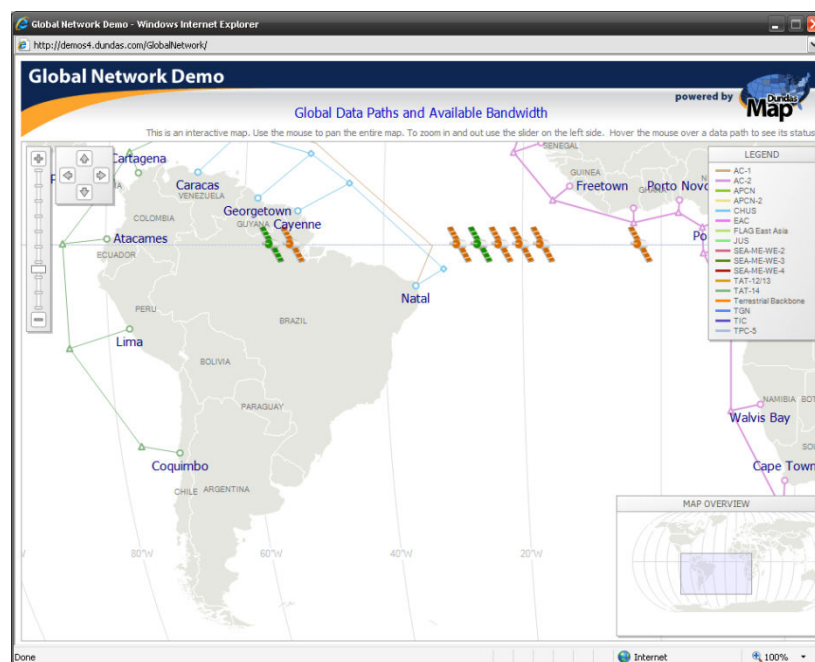 Global Network Demo - Windows Internet Explorer
http://demos4.dundas.com/GlobalNetwork/
Global Network Demo
powered by
Dundas
Map
Global Data Paths and Available Bandwidth
This is an interactive map. Use the mouse to pan the entire map. To zoom in and out use the slider on the left side. Hover the mouse over a data path to see its status
SENEGAL
LEGEND
Cartagena
AC-1
AC-2
APCN
APCN-2
CHUS
EAC
FLAG East Asia
JUS
SEA-ME-WE-2
SEA-ME-WE-3
SEA-ME-WE-4
TAT-12/13
TAT-14
Terrestrial Backbone
TGN
TIC
TPC-5
GUINEA
Caracas
VENEZUELA
Freetown
GHANA
Porto Novo
Georgetown
COLOMBIA
GUYANA
Cayenne
Atacames
ECUADOR
Natal
PERU
BRAZIL
Lima
BOLIVIA
PARAGUAY
NAMIBIA
Walvis Bay
Coquimbo
Cape Town
CHILE
ARGENTINA
MAP OVERVIEW
80°W
60°W
40°W
20°W
Done
Internet
100%